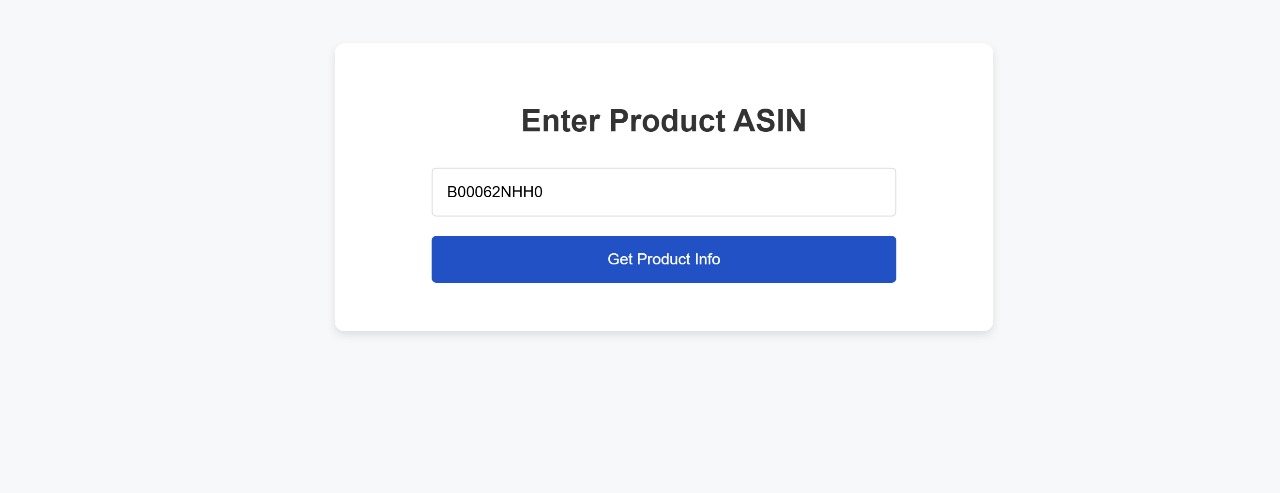 Enter Product ASIN
B00062NHH0
Get Product Info